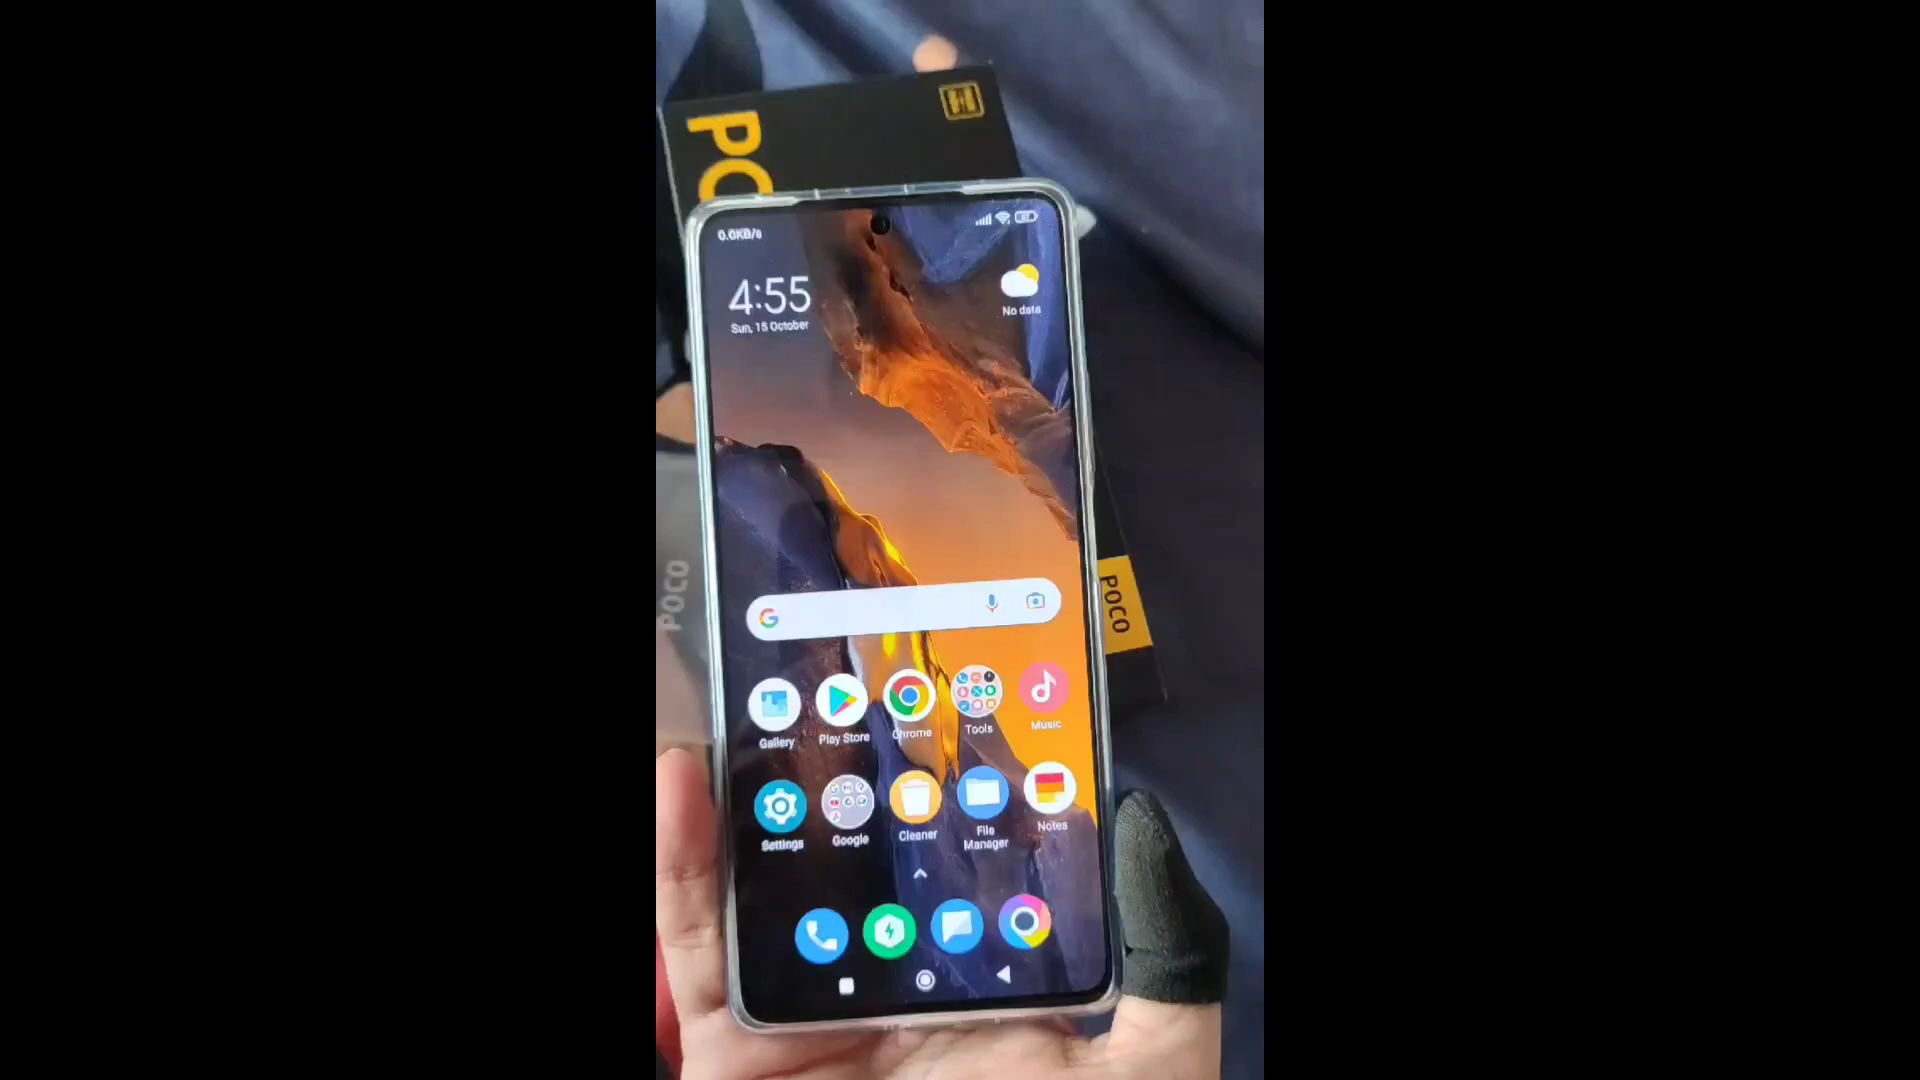 PO
0.0KB/s
4:55
Sun, 15 October
No data
POCO
POCO
Gallery
Play Store
Chrome
Tools
Music
Settings
Google
Cleaner
File
Manager
Notes